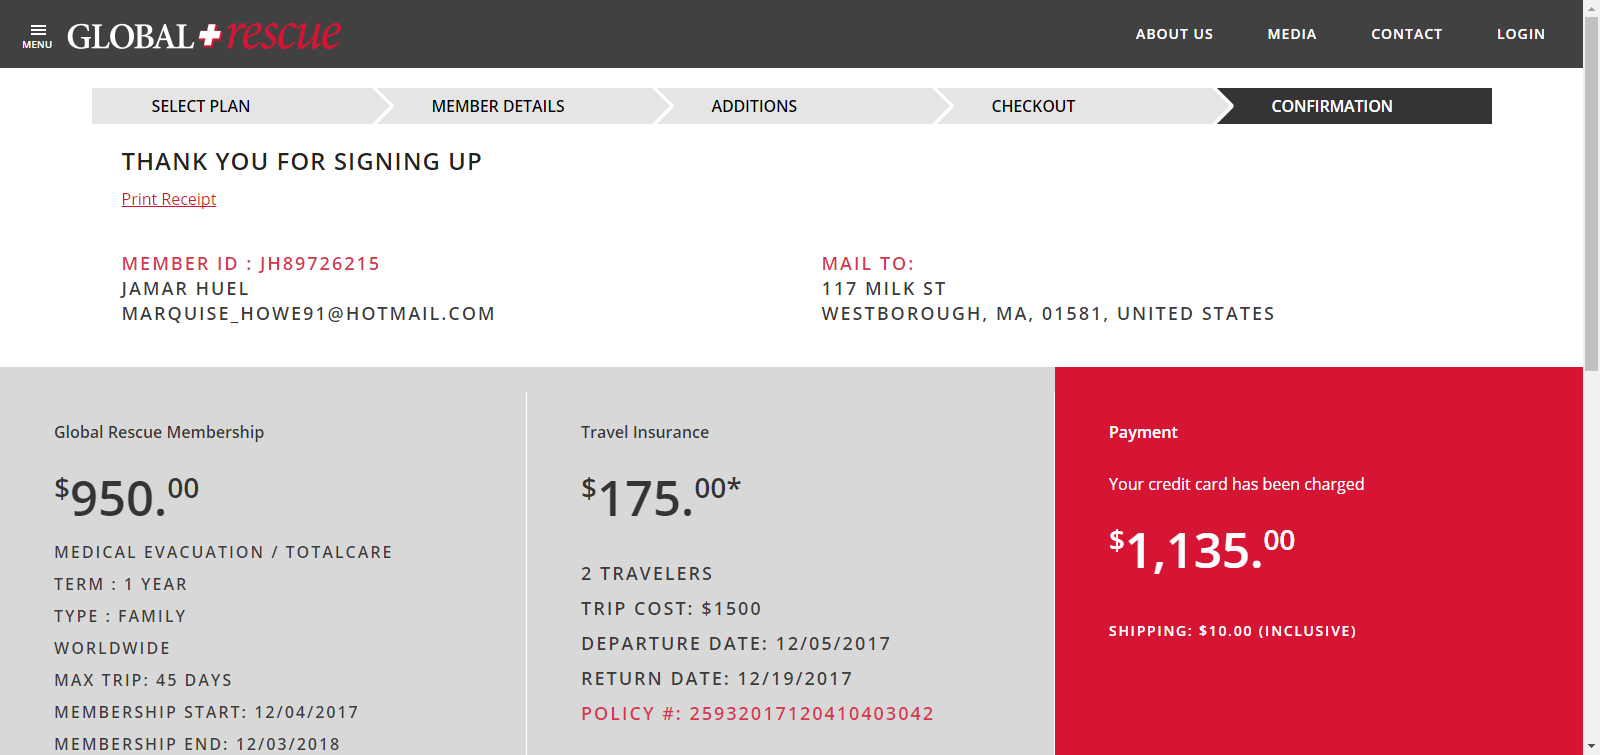 MENU GLOBAL rescue ABOUT US MEDIA CONTACT LOGIN
SELECT PLAN MEMBER DETAILS ADDITIONS CHECKOUT CONFIRMATION
THANK YOU FOR SIGNING UP
Print Receipt
MEMBER ID : JH89726215
JAMAR HUEL
MARQUISE_HOWE91@HOTMAIL.COM
MAIL TO:
117 MILK ST
WESTBOROUGH, MA, 01581, UNITED STATES
Global Rescue Membership
$950.00
MEDICAL EVACUATION / TOTALCARE
TERM : 1 YEAR
TYPE : FAMILY
WORLDWIDE
MAX TRIP: 45 DAYS
MEMBERSHIP START: 12/04/2017
MEMBERSHIP END: 12/03/2018
Travel Insurance
$175.00*
2 TRAVELERS
TRIP COST: $1500
DEPARTURE DATE: 12/05/2017
RETURN DATE: 12/19/2017
POLICY #: 25932017120410403042
Payment
Your credit card has been charged
$1,135.00
SHIPPING: $10.00 (INCLUSIVE)